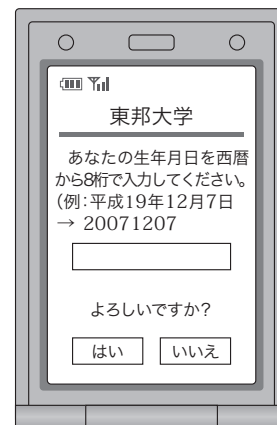 東邦大学
あなたの生年月日を西暦
から8桁で入力してください。
(例:平成19年12月7日
→ 20071207
よろしいですか?
はい いいえ